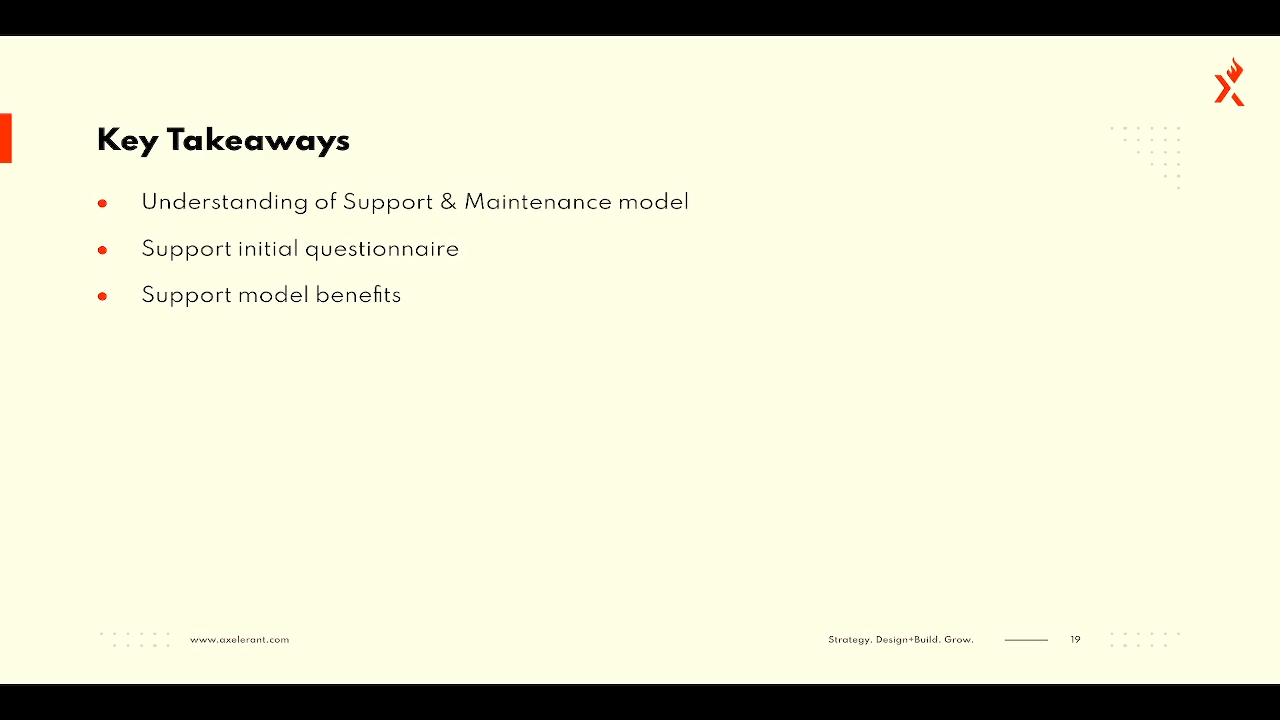 Key Takeaways
Understanding of Support & Maintenance model
Support initial questionnaire
Support model benefits
www.axelerant.com
Strategy. Design+Build. Grow.
19